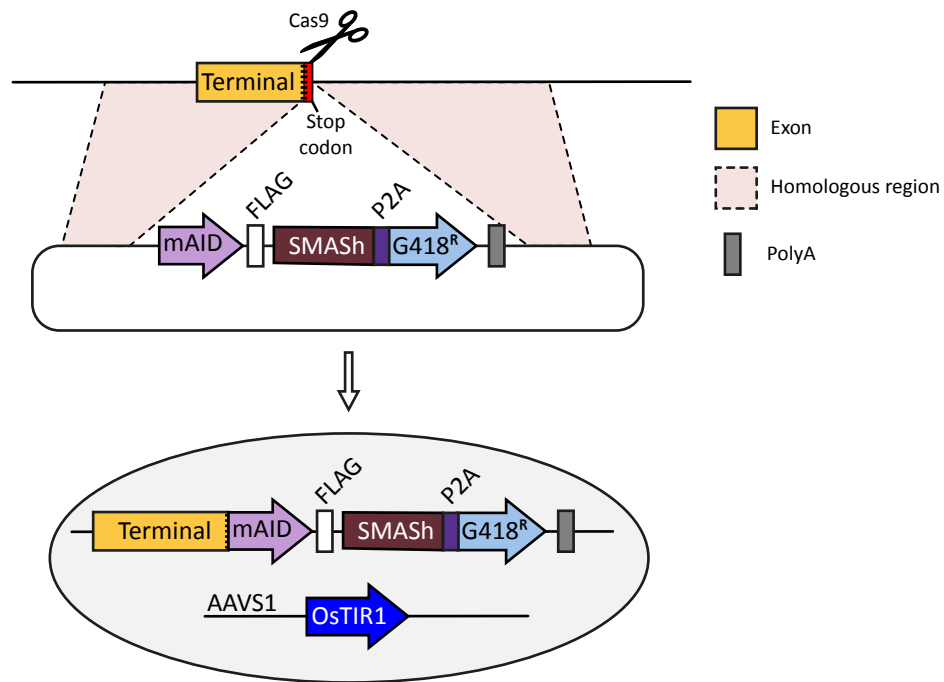 Cas9
Terminal
Stop
codon
Exon
Homologous region
PolyA
FLAG
P2A
mAID
SMASh
G418ᴿ
FLAG
P2A
Terminal
mAID
SMASh
G418ᴿ
AAVS1
OsTIR1